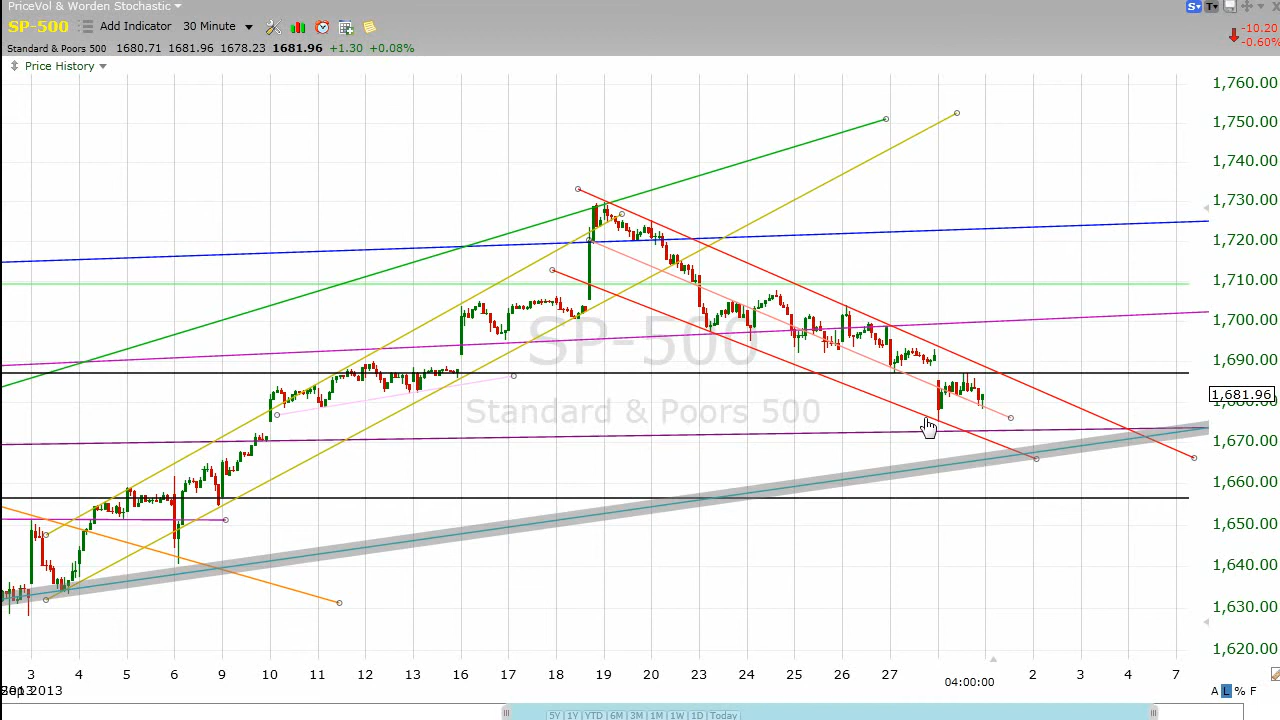 PriceVol & Worden Stochastic
SP-500 Add Indicator 30 Minute
S T
-10.20
-0.60%
Standard & Poors 500 1680.71 1681.96 1678.23 1681.96 +1.30 +0.08%
Price History
1,760.00
1,750.00
1,740.00
1,730.00
1,720.00
1,710.00
1,700.00
1,690.00
1,681.96
1,670.00
1,660.00
1,650.00
1,640.00
1,630.00
1,620.00
SP-500
Standard & Poors 500
3 4 5 6 9 10 11 12 13 16 17 18 19 20 23 24 25 26 27 2 3 4 7
04:00:00
2013
A L % F
5Y 1Y YTD 6M 3M 1M 1W 1D Today